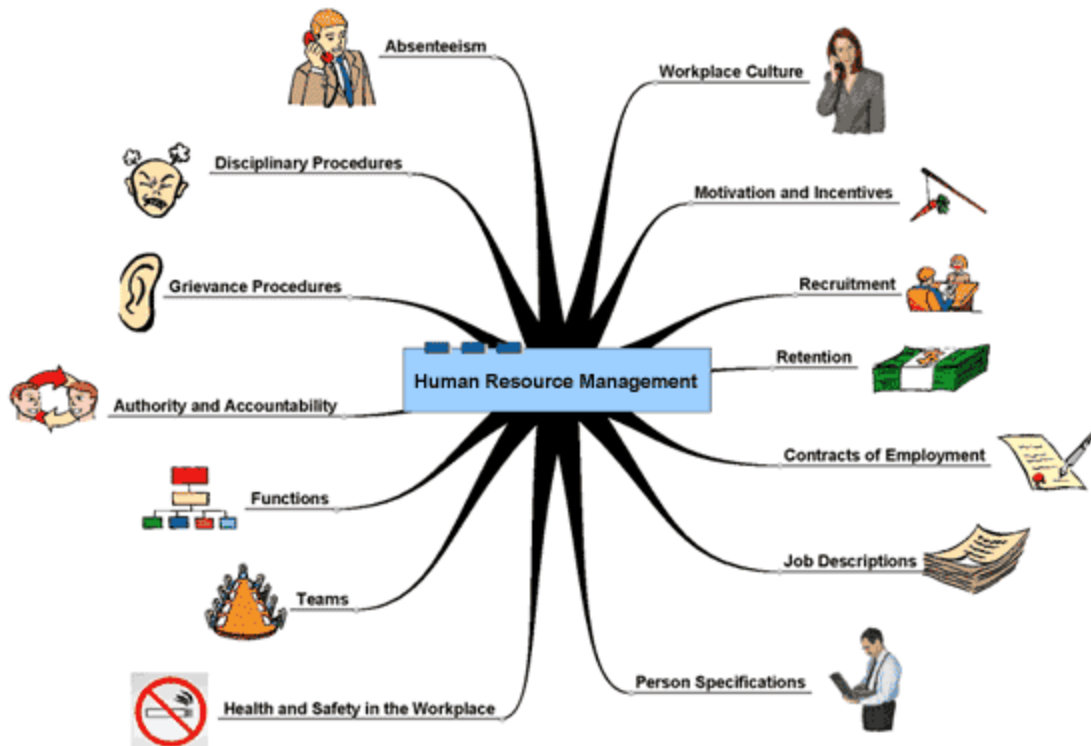 Absenteeism
Workplace Culture
Disciplinary Procedures
Motivation and Incentives
Grievance Procedures
Recruitment
Retention
Human Resource Management
Authority and Accountability
Contracts of Employment
Functions
Job Descriptions
Teams
Person Specifications
Health and Safety in the Workplace